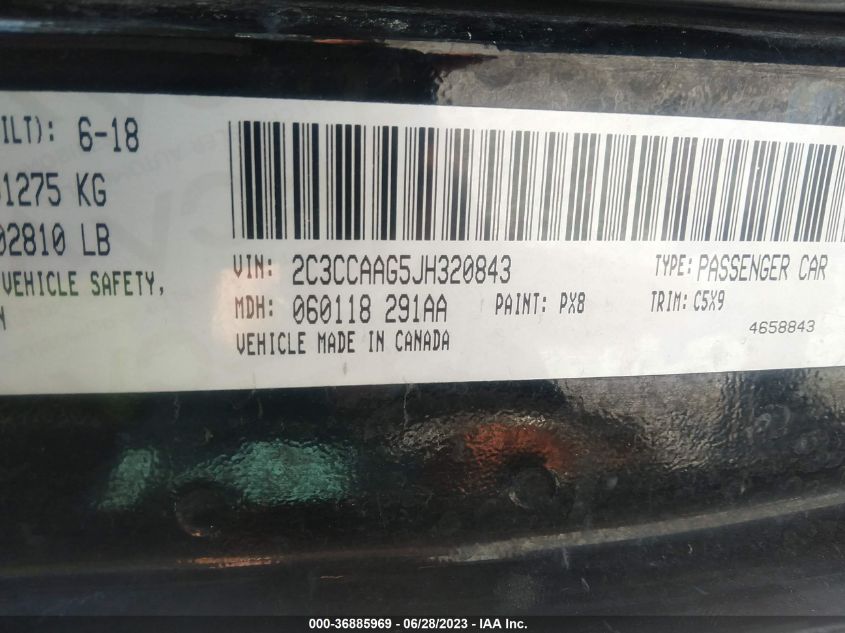 ILT): 6-18
1275 KG
02810 LB
VEHICLE SAFETY,
N
VIN: 2C3CCAAG5JH320843 TYPE: PASSENGER CAR
MDH: 060118 291AA PAINT: PX8 TRIM: C5X9
VEHICLE MADE IN CANADA 4658843
000-36885969 - 06/28/2023 - IAA Inc.